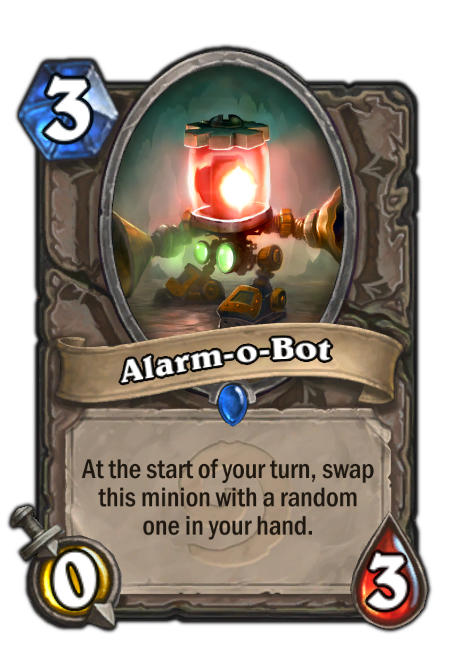 3
Alarm-o-Bot
At the start of your turn, swap
this minion with a random
one in your hand.
0
3